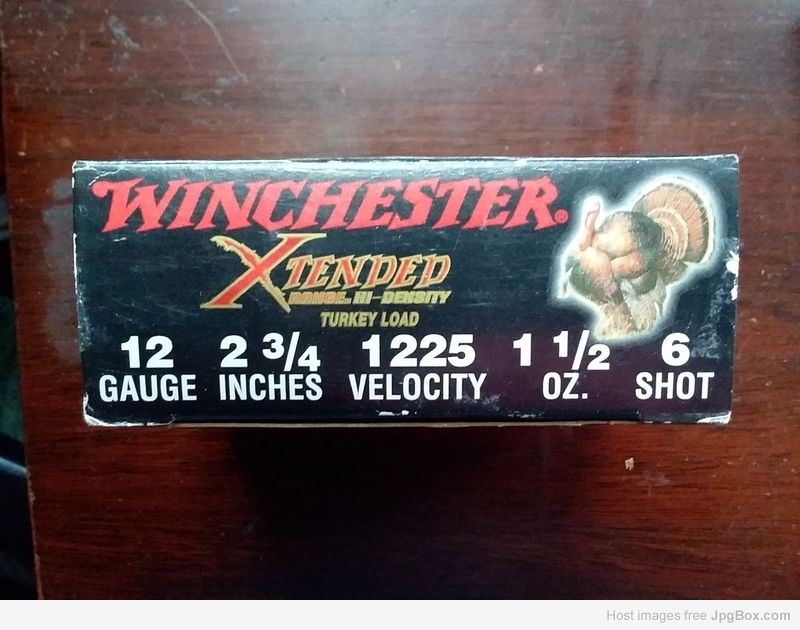 WINCHESTER®
XTENDED
RANGE HI-DENSITY
TURKEY LOAD
12 2 3/4 1225 1 1/2 6
GAUGE INCHES VELOCITY OZ. SHOT
Host images free JpgBox.com